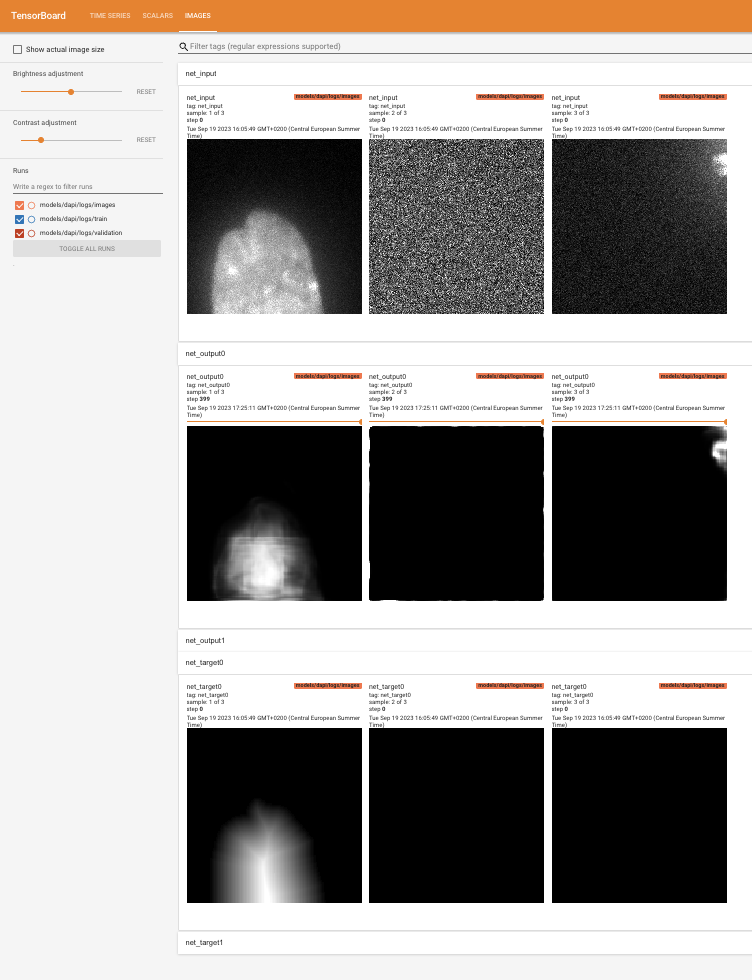 TensorBoard
TIME SERIES
SCALARS
IMAGES
Show actual image size
Brightness adjustment
RESET
Contrast adjustment
RESET
Runs
Write a regex to filter runs
models/dapi/logs/images
models/dapi/logs/train
models/dapi/logs/validation
TOGGLE ALL RUNS
Filter tags (regular expressions supported)
net_input
net_input
models/dapi/logs/images
tag: net_input
sample: 1 of 3
step 0
Tue Sep 19 2023 16:05:49 GMT+0200 (Central European Summer
Time)
net_input
models/dapi/logs/images
tag: net_input
sample: 2 of 3
step 0
Tue Sep 19 2023 16:05:49 GMT+0200 (Central European Summer
Time)
net_input
models/dapi/logs/images
tag: net_input
sample: 3 of 3
step 0
Tue Sep 19 2023 16:05:49 GMT+0200 (Central European Summer
Time)
net_output0
net_output0
models/dapi/logs/images
tag: net_output0
sample: 1 of 3
step 399
Tue Sep 19 2023 17:25:11 GMT+0200 (Central European Summer
Time)
net_output0
models/dapi/logs/images
tag: net_output0
sample: 2 of 3
step 399
Tue Sep 19 2023 17:25:11 GMT+0200 (Central European Summer
Time)
net_output0
models/dapi/logs/images
tag: net_output0
sample: 3 of 3
step 399
Tue Sep 19 2023 17:25:11 GMT+0200 (Central European Summer
Time)
net_output1
net_target0
net_target0
models/dapi/logs/images
tag: net_target0
sample: 1 of 3
step 0
Tue Sep 19 2023 16:05:49 GMT+0200 (Central European Summer
Time)
net_target0
models/dapi/logs/images
tag: net_target0
sample: 2 of 3
step 0
Tue Sep 19 2023 16:05:49 GMT+0200 (Central European Summer
Time)
net_target0
models/dapi/logs/images
tag: net_target0
sample: 3 of 3
step 0
Tue Sep 19 2023 16:05:49 GMT+0200 (Central European Summer
Time)
net_target1